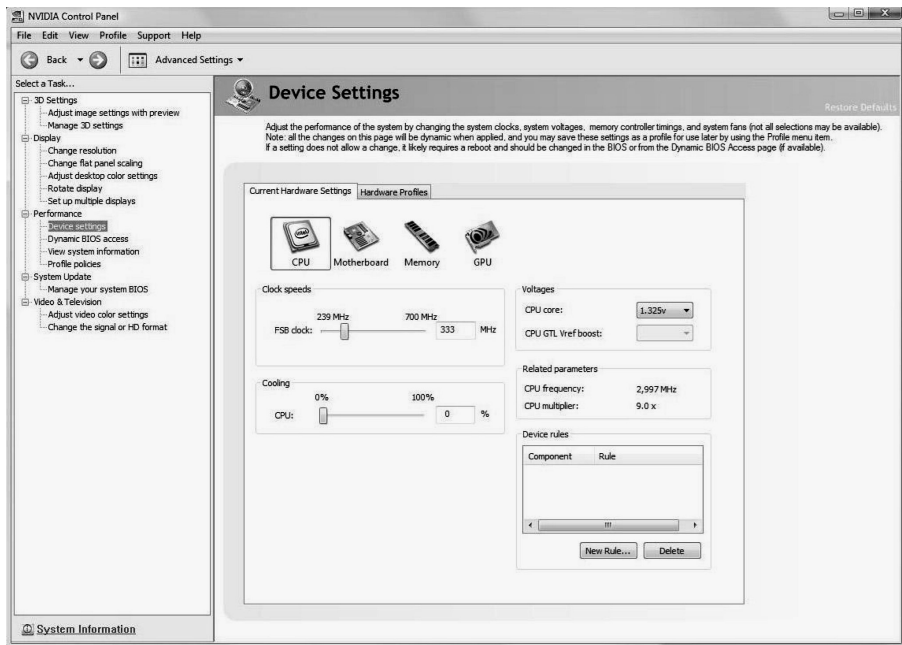 NVIDIA Control Panel
File Edit View Profile Support Help
Back
Advanced Settings
Select a Task...
3D Settings
Adjust image settings with preview
Manage 3D settings
Display
Change resolution
Change flat panel scaling
Adjust desktop color settings
Rotate display
Set up multiple displays
Performance
Device settings
Dynamic BIOS access
View system information
Profile policies
System Update
Manage your system BIOS
Video & Television
Adjust video color settings
Change the signal or HD format
System Information
Device Settings
Restore Defaults
Adjust the performance of the system by changing the system clocks, system voltages, memory controller timings, and system fans (not all selections may be available).
Note: all the changes on this page will be dynamic when applied, and you may save these settings as a profile for use later by using the Profile menu item.
If a setting does not allow a change, it likely requires a reboot and should be changed in the BIOS or from the Dynamic BIOS Access page (if available).
Current Hardware Settings Hardware Profiles
intel
CPU Motherboard Memory GPU
Clock speeds
239 MHz 700 MHz
FSB clock: 333 MHz
Cooling
0% 100%
CPU: 0 %
Voltages
CPU core: 1.325v
CPU GTL Vref boost:
Related parameters
CPU frequency: 2,997 MHz
CPU multiplier: 9.0 x
Device rules
Component Rule
New Rule... Delete